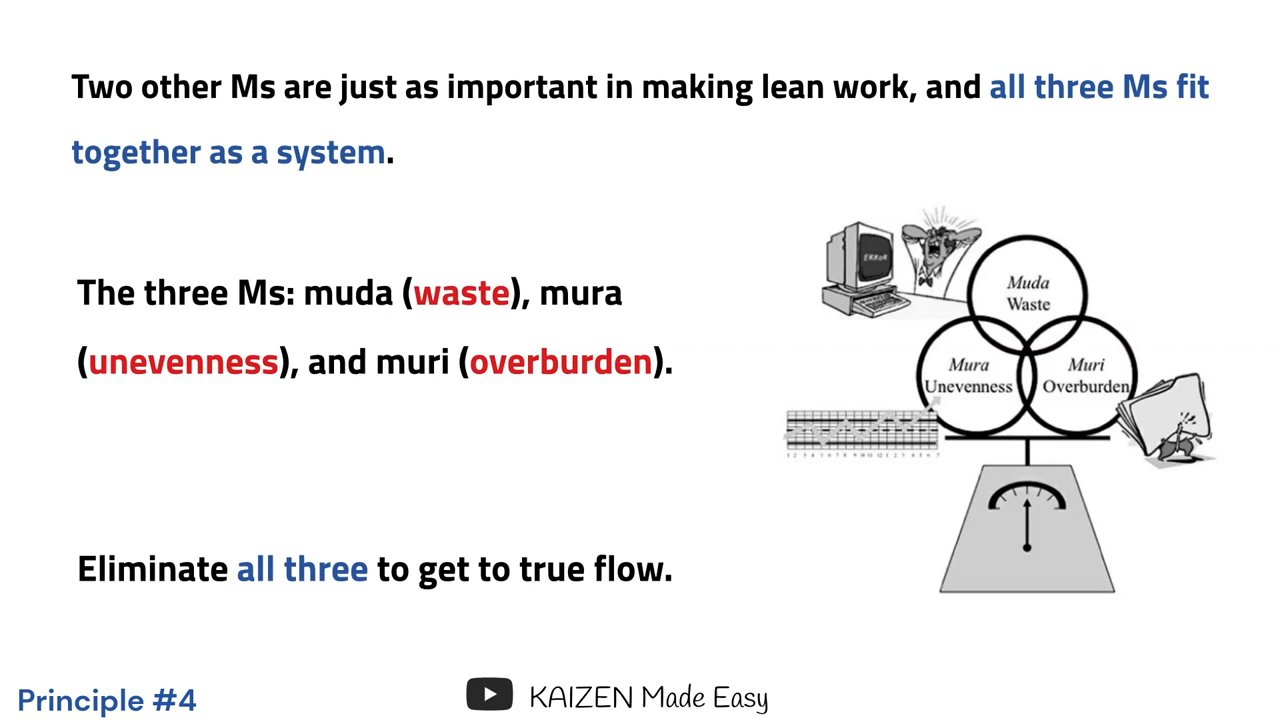 Two other Ms are just as important in making lean work, and all three Ms fit
together as a system.
The three Ms: muda (waste), mura
(unevenness), and muri (overburden).
ERROR
Muda
Waste
Mura
Unevenness
Muri
Overburden
Eliminate all three to get to true flow.
Principle #4
KAIZEN Made Easy